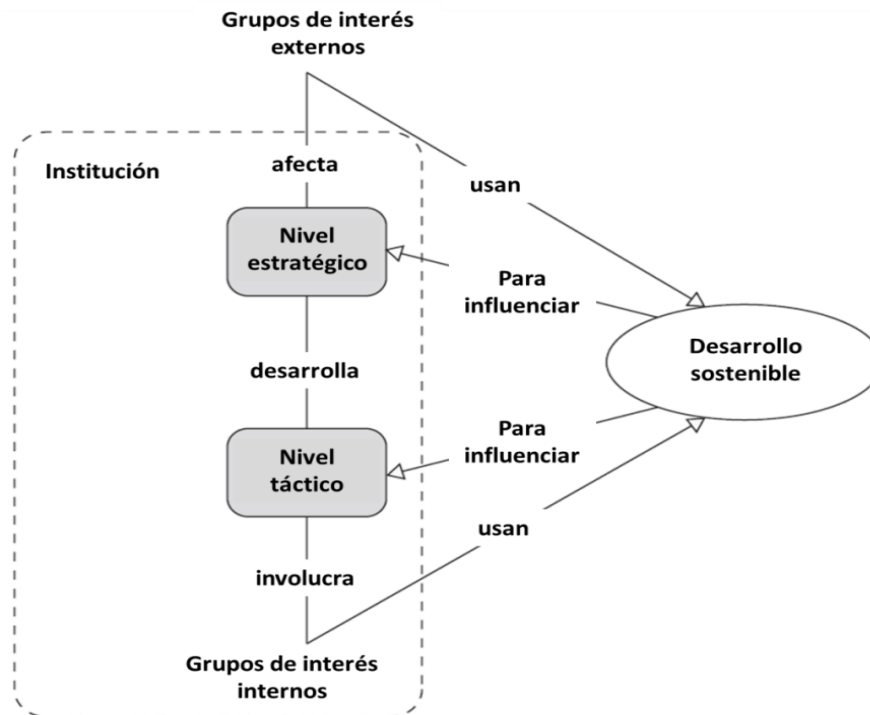 Grupos de interés
externos
Institución
afecta
usan
Nivel
estratégico
Para
influenciar
desarrolla
Desarrollo
sostenible
Nivel
táctico
Para
influenciar
usan
involucra
Grupos de interés
internos